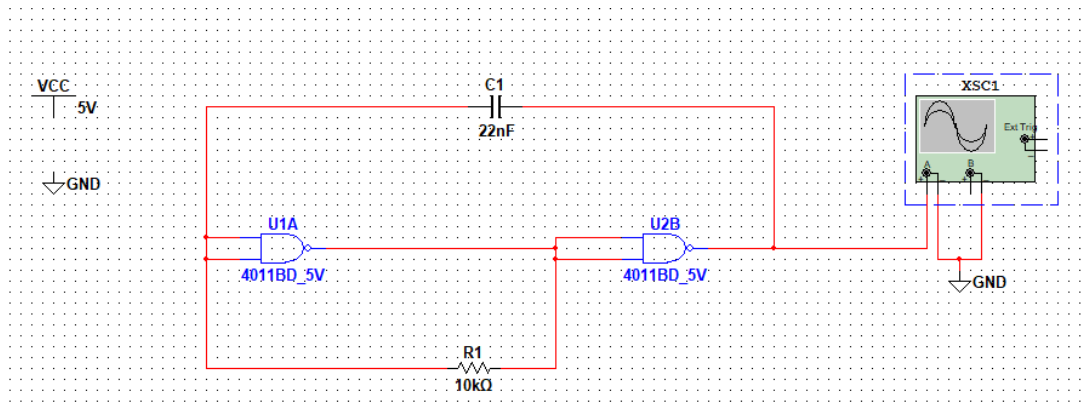 VCC
5V
GND
C1
22nF
U1A
4011BD_5V
U2B
4011BD_5V
R1
10kΩ
XSC1
Ext Trig
+
–
A
B
+
–
+
–
GND